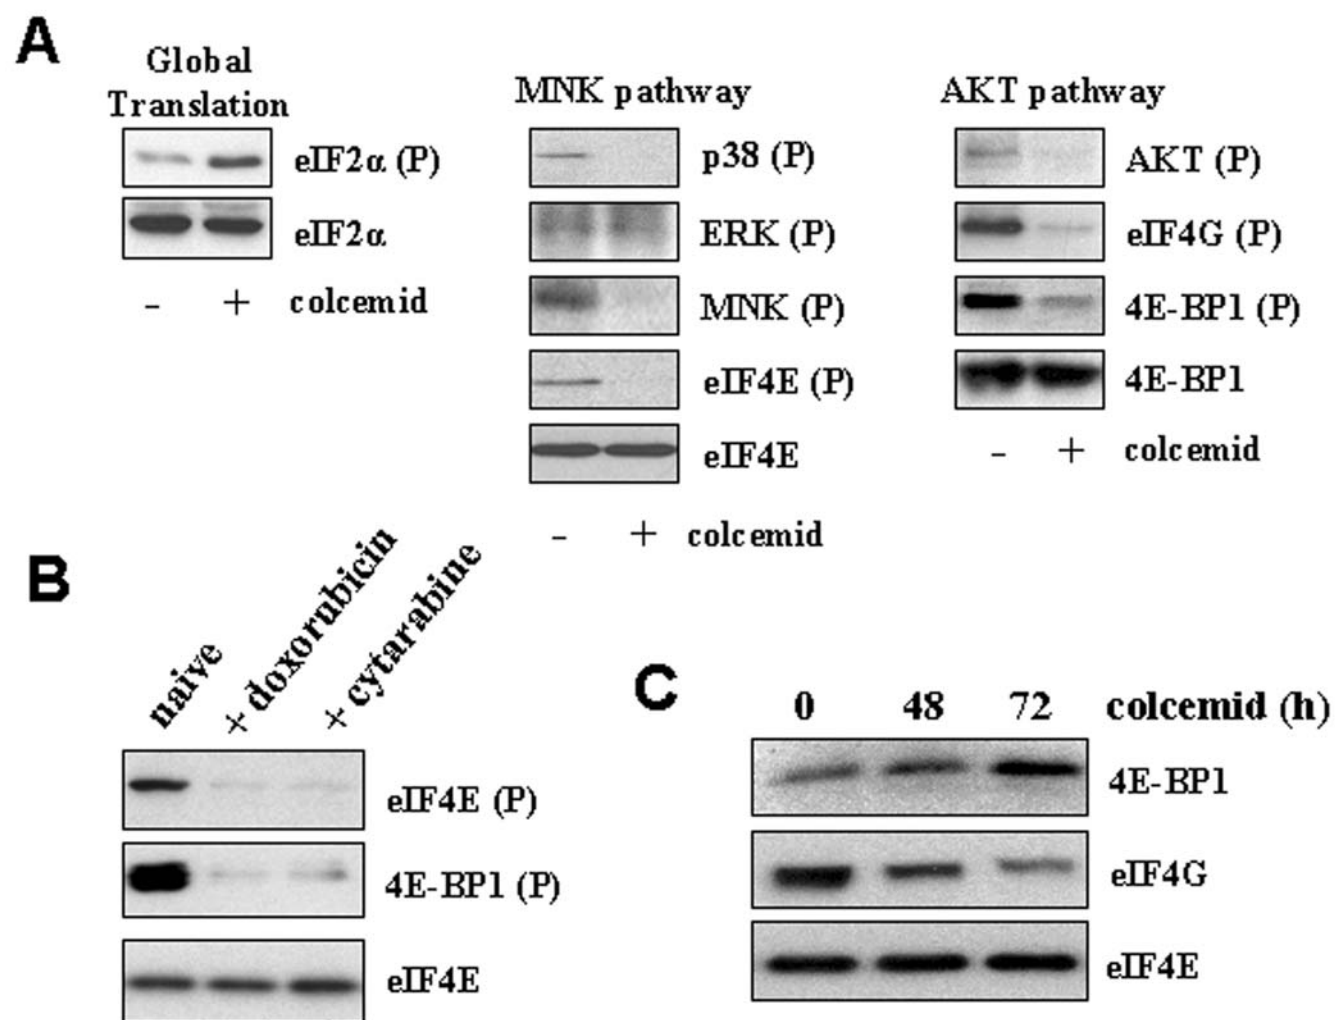 A
Global
Translation
eIF2α (P)
eIF2α
- + colcemid
MNK pathway
p38 (P)
ERK (P)
MNK (P)
eIF4E (P)
eIF4E
- + colcemid
AKT pathway
AKT (P)
eIF4G (P)
4E-BP1 (P)
4E-BP1
- + colcemid
B
naive
+ doxorubicin
+ cytarabine
eIF4E (P)
4E-BP1 (P)
eIF4E
C
0 48 72 colcemid (h)
4E-BP1
eIF4G
eIF4E